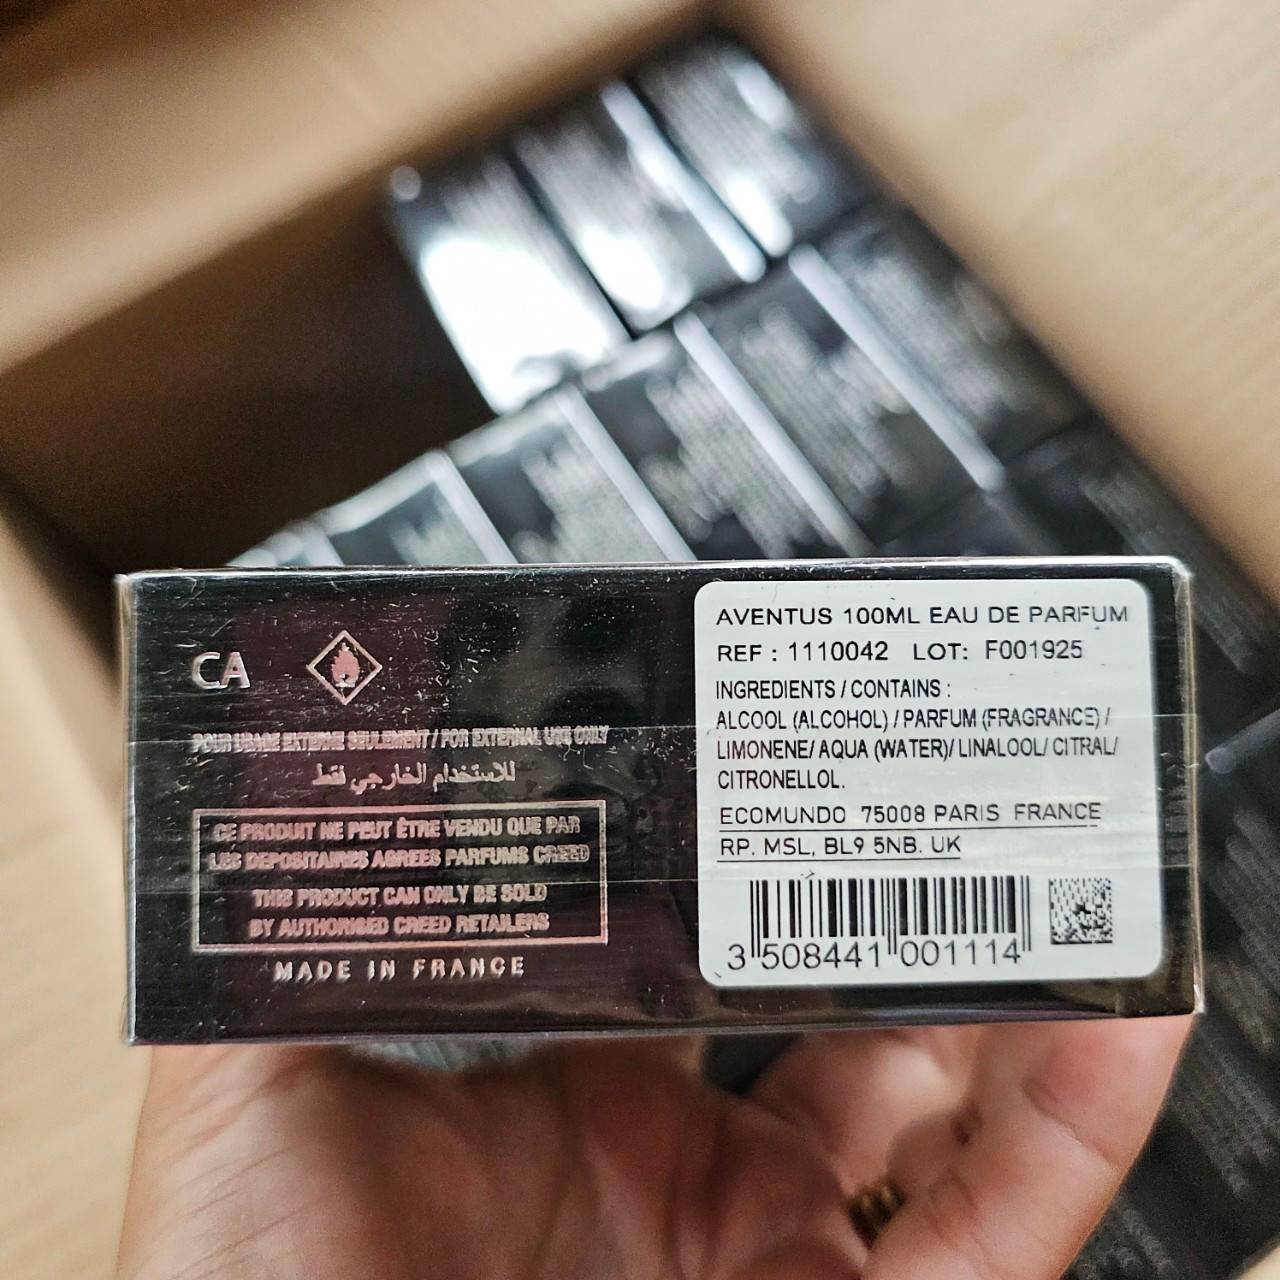 CA
POUR USAGE EXTERNE SEULEMENT / FOR EXTERNAL USE ONLY
للاستخدام الخارجي فقط
CE PRODUIT NE PEUT ÊTRE VENDU QUE PAR
LES DEPOSITAIRES AGREES PARFUMS CREED
THIS PRODUCT CAN ONLY BE SOLD
BY AUTHORISED CREED RETAILERS
MADE IN FRANCE
AVENTUS 100ML EAU DE PARFUM
REF : 1110042 LOT: F001925
INGREDIENTS / CONTAINS :
ALCOOL (ALCOHOL) / PARFUM (FRAGRANCE) /
LIMONENE/ AQUA (WATER)/ LINALOOL/ CITRAL/
CITRONELLOL.
ECOMUNDO 75008 PARIS FRANCE
RP. MSL, BL9 5NB. UK
3 508441 001114